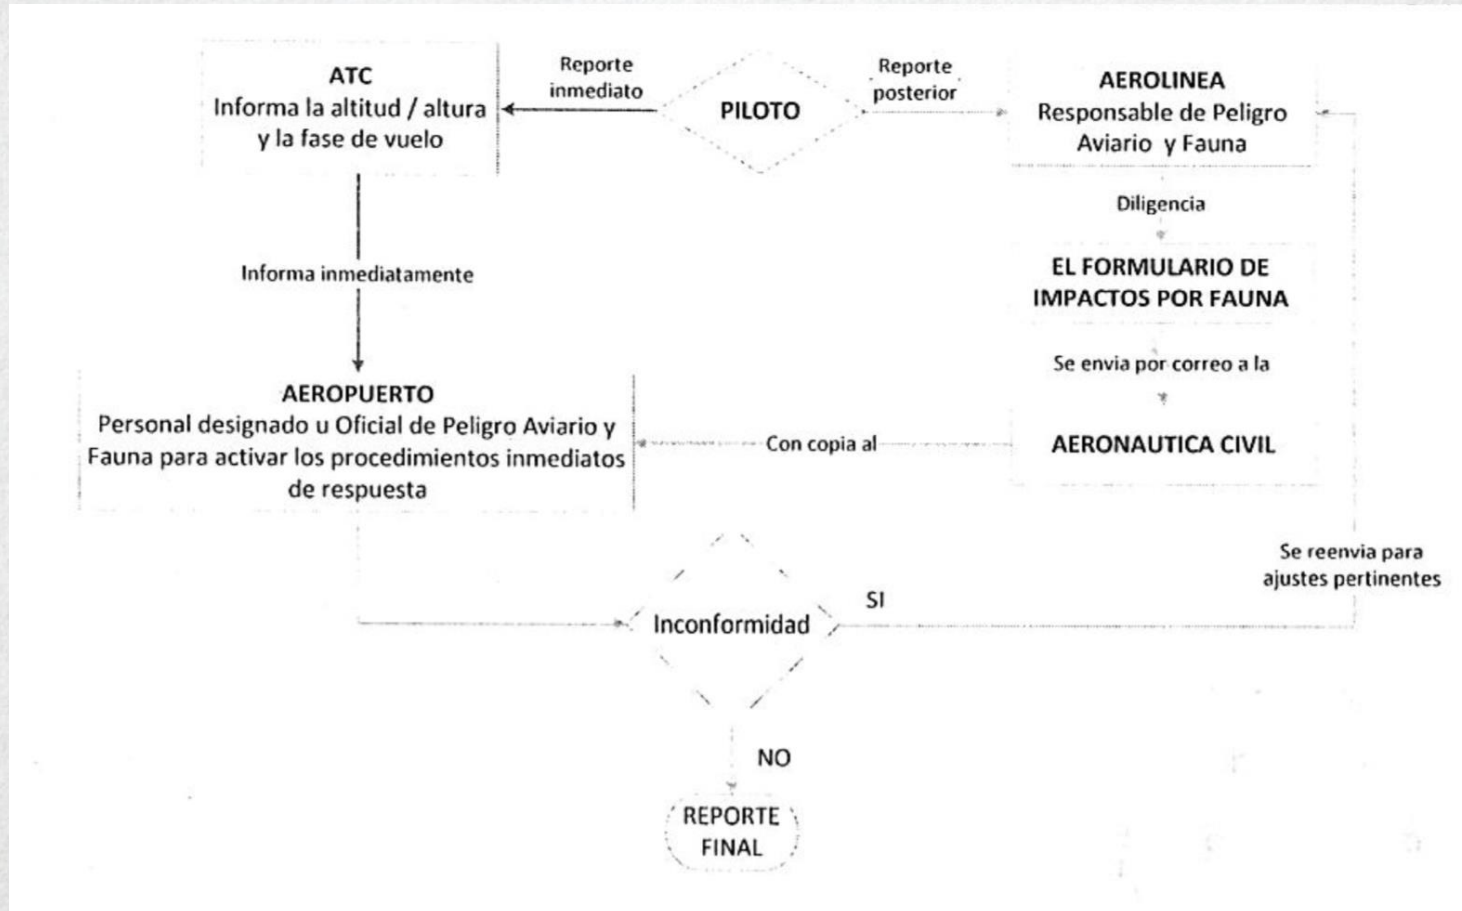 ATC
Informa la altitud / altura
y la fase de vuelo
Reporte
inmediato
PILOTO
Reporte
posterior
AEROLINEA
Responsable de Peligro
Aviario y Fauna
Diligencia
EL FORMULARIO DE
IMPACTOS POR FAUNA
Informa inmediatamente
Se envia por correo a la
AEROPUERTO
Personal designado u Oficial de Peligro Aviario y
Fauna para activar los procedimientos inmediatos
de respuesta
Con copia al
AERONAUTICA CIVIL
Se reenvia para
ajustes pertinentes
Inconformidad
SI
NO
REPORTE
FINAL